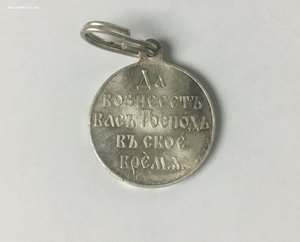 Да
вознесетъ
васъ Господь
въ свое
время.